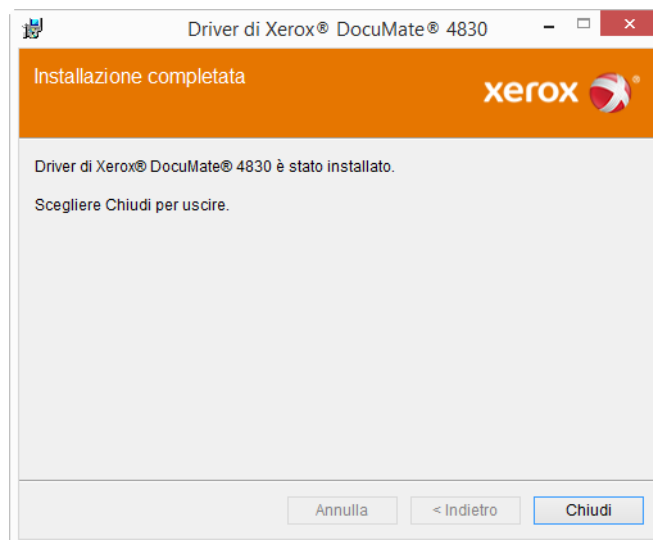 Driver di Xerox® DocuMate® 4830
Installazione completata
xerox
Driver di Xerox® DocuMate® 4830 è stato installato.
Scegliere Chiudi per uscire.
Annulla
< Indietro
Chiudi